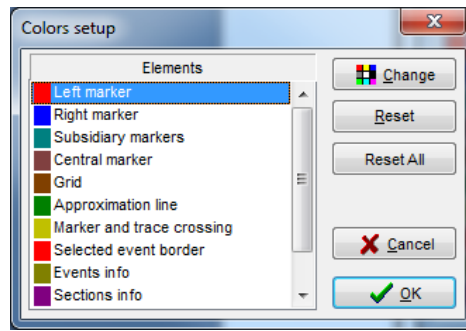 Colors setup
Elements
Left marker
Right marker
Subsidiary markers
Central marker
Grid
Approximation line
Marker and trace crossing
Selected event border
Events info
Sections info
Change
Reset
Reset All
Cancel
OK